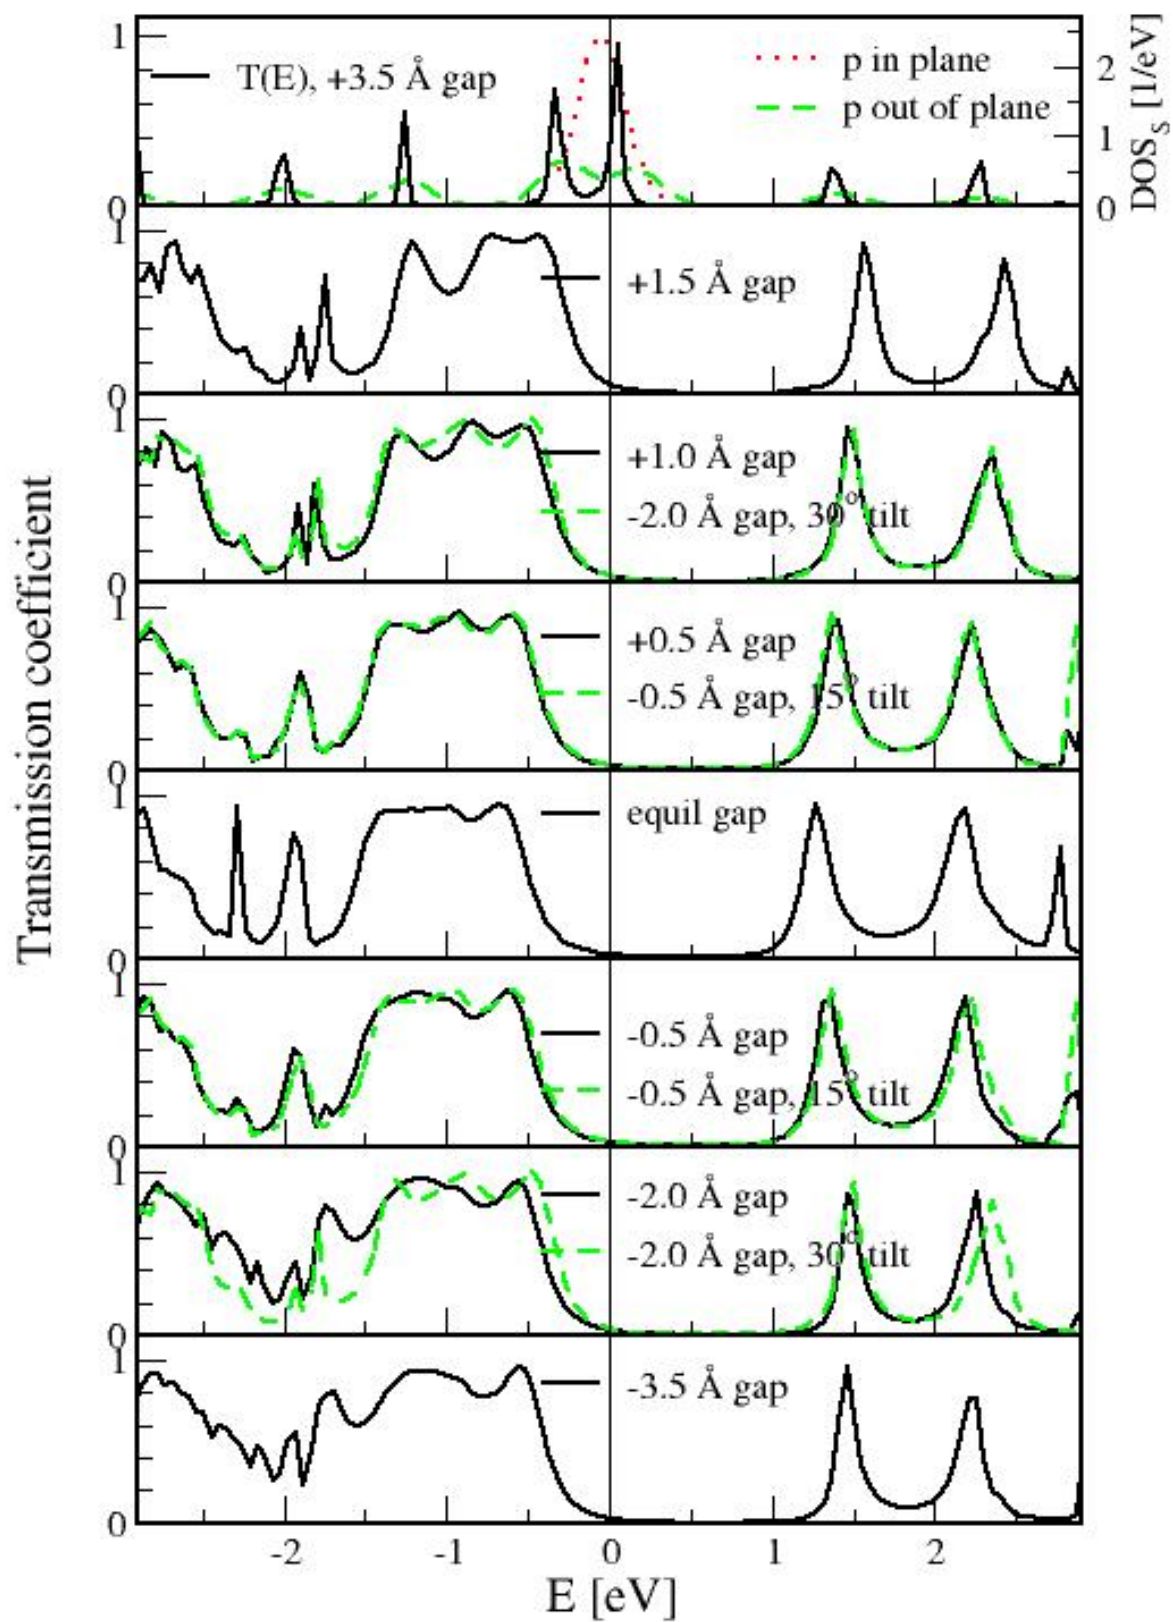 1
T(E), +3.5 Å gap
p in plane
p out of plane
2
1
0
DOS_S [1/eV]
0
1
+1.5 Å gap
0
1
+1.0 Å gap
-2.0 Å gap, 30° tilt
0
1
+0.5 Å gap
-0.5 Å gap, 15° tilt
0
1
equil gap
0
1
-0.5 Å gap
-0.5 Å gap, 15° tilt
0
1
-2.0 Å gap
-2.0 Å gap, 30° tilt
0
1
-3.5 Å gap
0
-2 -1 0 1 2
E [eV]
Transmission coefficient